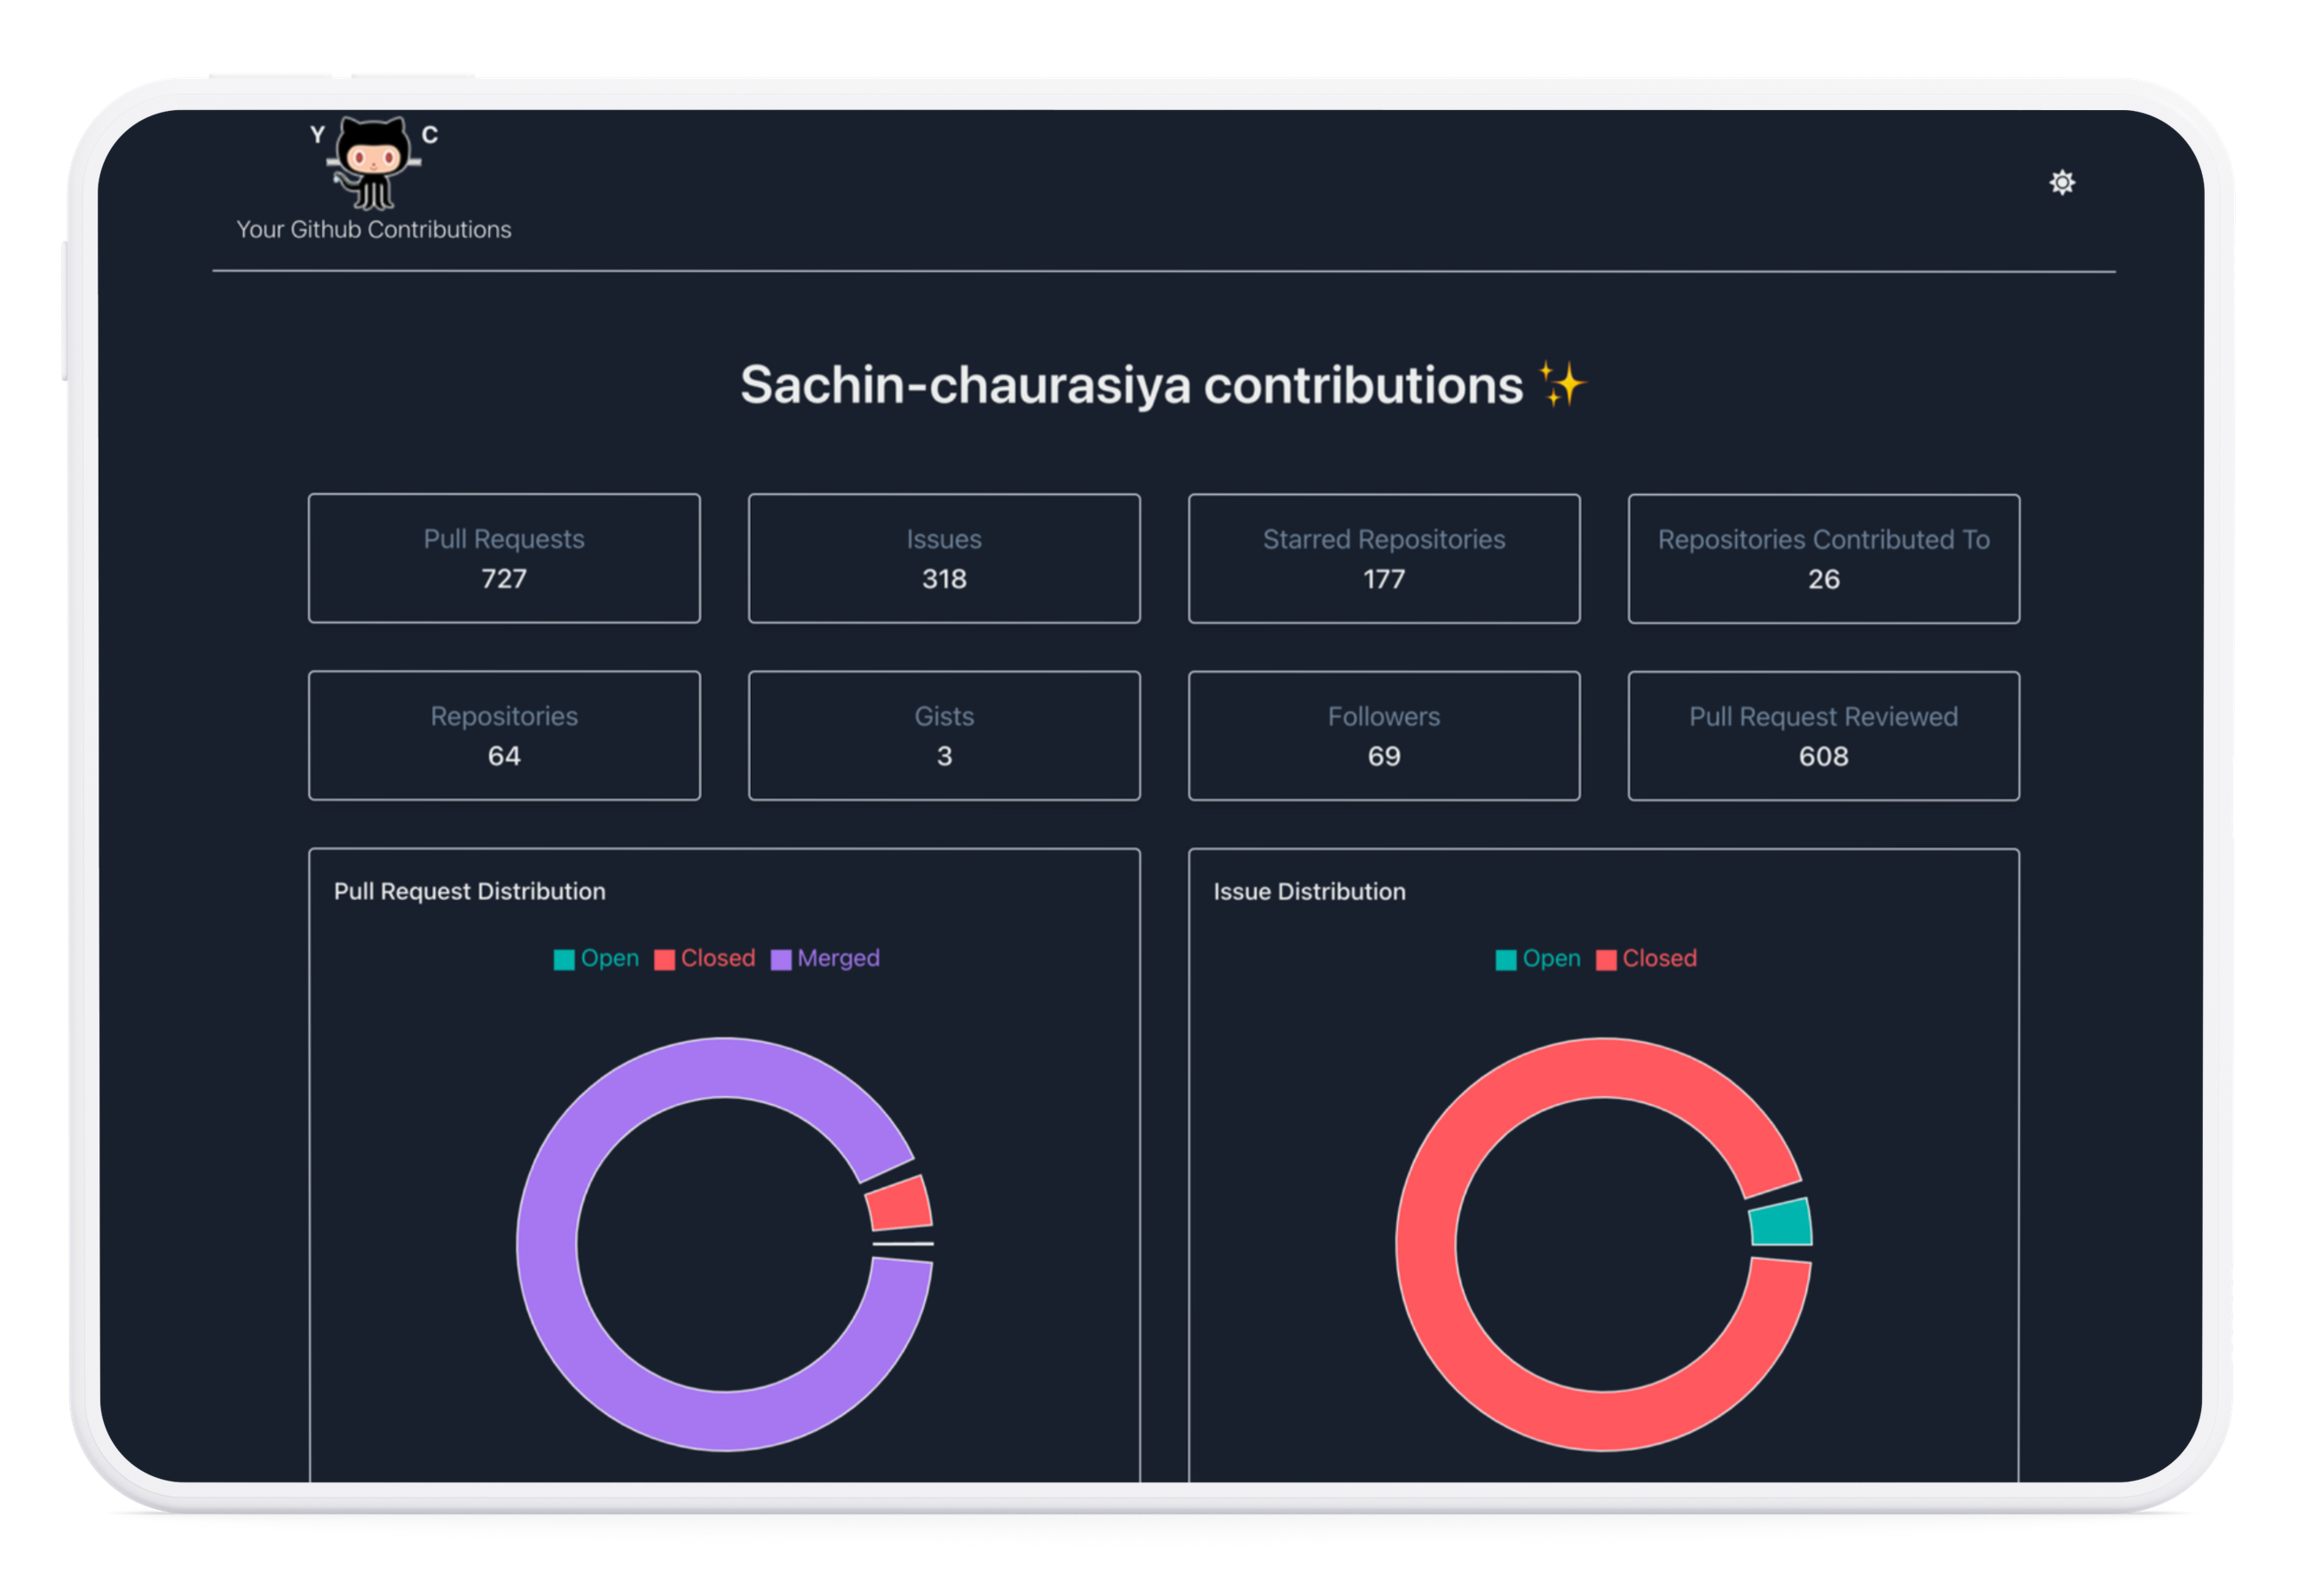 Y C
Your Github Contributions
Sachin-chaurasiya contributions ✨
Pull Requests
727
Issues
318
Starred Repositories
177
Repositories Contributed To
26
Repositories
64
Gists
3
Followers
69
Pull Request Reviewed
608
Pull Request Distribution
Open Closed Merged
Issue Distribution
Open Closed